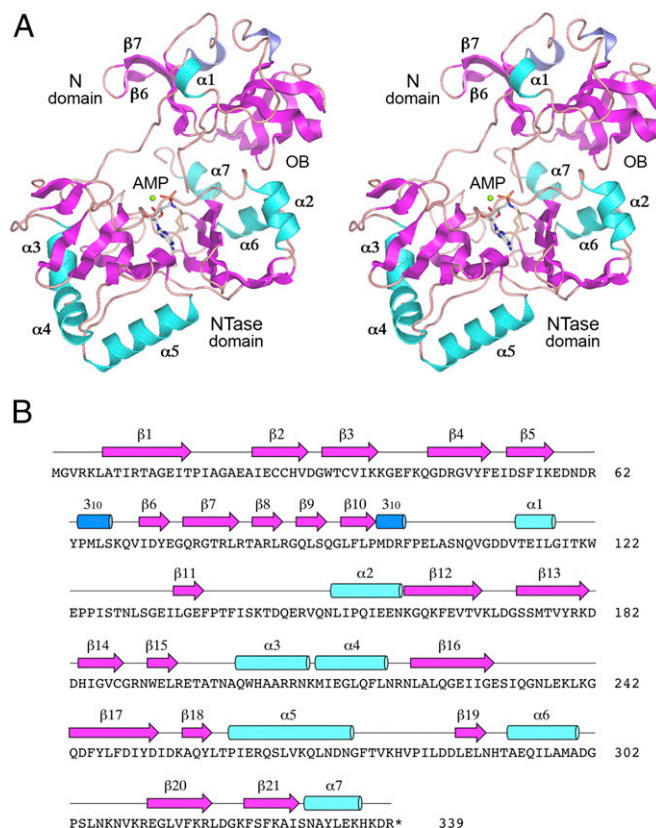 A
β7 β7
N domain N domain
β6 α1 β6 α1
OB OB
α7 α7
AMP α2 AMP α2
α3 α6 α3 α6
α4 NTase domain α4 NTase domain
α5 α5
B
β1 β2 β3 β4 β5
MGVRKLATIRTAGEITPIAGAEAIECCHVDGWTCVIKKGEFKQGDRGVYFEIDSFIKEDNDR 62
310 β6 β7 β8 β9 β10 310 α1
YPMLSKQVIDYEGQRGTRLRTARLRGQLSQGLFLPMDRFPELASNQVGDDVTEILGITKW 122
β11 α2 β12 β13
EPPISTNLSGEILGEFPTFISKTDQERVQNLIPQIEENKGQKFEVTVKLDGSSMTVYRKD 182
β14 β15 α3 α4 β16
DHIGVCGRNWELRETATNAQWHAARRNKMIEGLQFLNRNLALQGEIIGESIQGNLEKLKG 242
β17 β18 α5 β19 α6
QDFYLFDIYDIDKAQYLTPIERQSLVKQLNDNGFTVKHVPILDDLELNHTAEQILAMADG 302
β20 β21 α7
PSLNKNVKREGLVFKRLDGKFSFKAISNAYLEKHKDR* 339